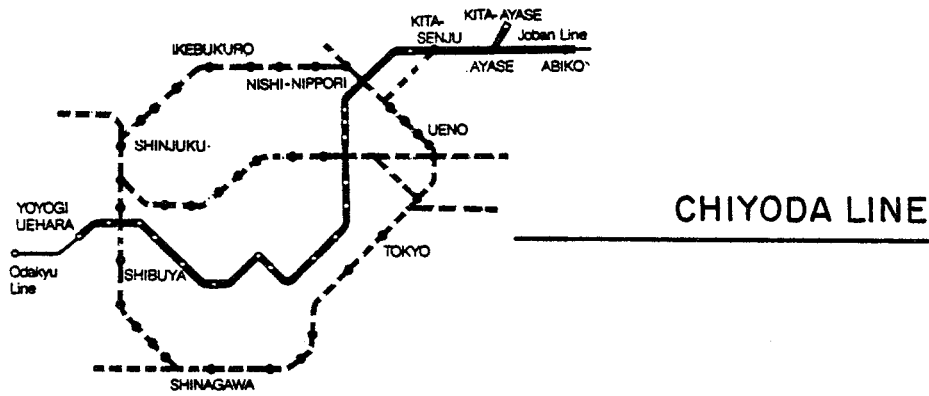 KITA-AYASE
KITA-
SENJU
Joban Line
IKEBUKURO
AYASE
ABIKO
NISHI-NIPPORI
UENO
SHINJUKU
YOYOGI
UEHARA
CHIYODA LINE
TOKYO
Odakyu
Line
SHIBUYA
SHINAGAWA